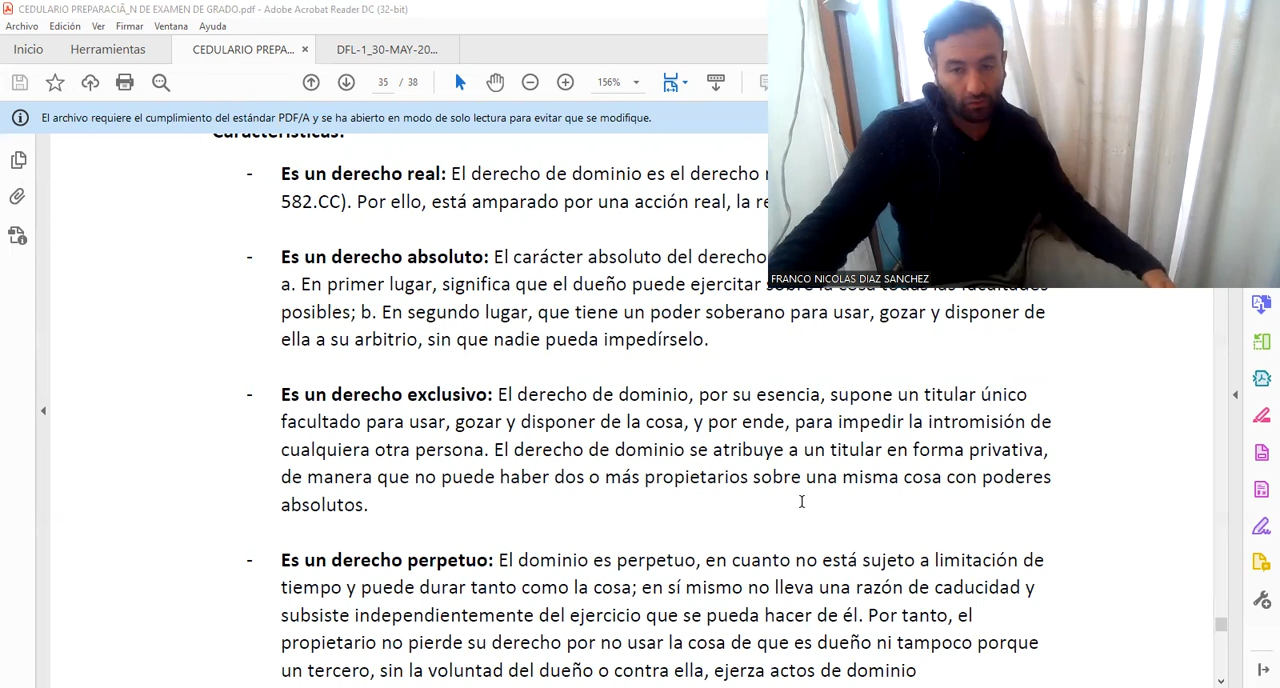 CEDULARIO PREPARACIÃ_N DE EXAMEN DE GRADO.pdf - Adobe Acrobat Reader DC (32-bit)
Archivo Edición Ver Firmar Ventana Ayuda
Inicio Herramientas CEDULARIO PREPA... × DFL-1_30-MAY-20...
35 / 38 156%
El archivo requiere el cumplimiento del estándar PDF/A y se ha abierto en modo de solo lectura para evitar que se modifique.
Características:
- Es un derecho real: El derecho de dominio es el derecho
582.CC). Por ello, está amparado por una acción real, la
- Es un derecho absoluto: El carácter absoluto del derecho
FRANCO NICOLAS DIAZ SANCHEZ
a. En primer lugar, significa que el dueño puede ejercitar sobre la cosa todas las facultades
posibles; b. En segundo lugar, que tiene un poder soberano para usar, gozar y disponer de
ella a su arbitrio, sin que nadie pueda impedírselo.
- Es un derecho exclusivo: El derecho de dominio, por su esencia, supone un titular único
facultado para usar, gozar y disponer de la cosa, y por ende, para impedir la intromisión de
cualquiera otra persona. El derecho de dominio se atribuye a un titular en forma privativa,
de manera que no puede haber dos o más propietarios sobre una misma cosa con poderes
absolutos.
- Es un derecho perpetuo: El dominio es perpetuo, en cuanto no está sujeto a limitación de
tiempo y puede durar tanto como la cosa; en sí mismo no lleva una razón de caducidad y
subsiste independientemente del ejercicio que se pueda hacer de él. Por tanto, el
propietario no pierde su derecho por no usar la cosa de que es dueño ni tampoco porque
un tercero, sin la voluntad del dueño o contra ella, ejerza actos de dominio